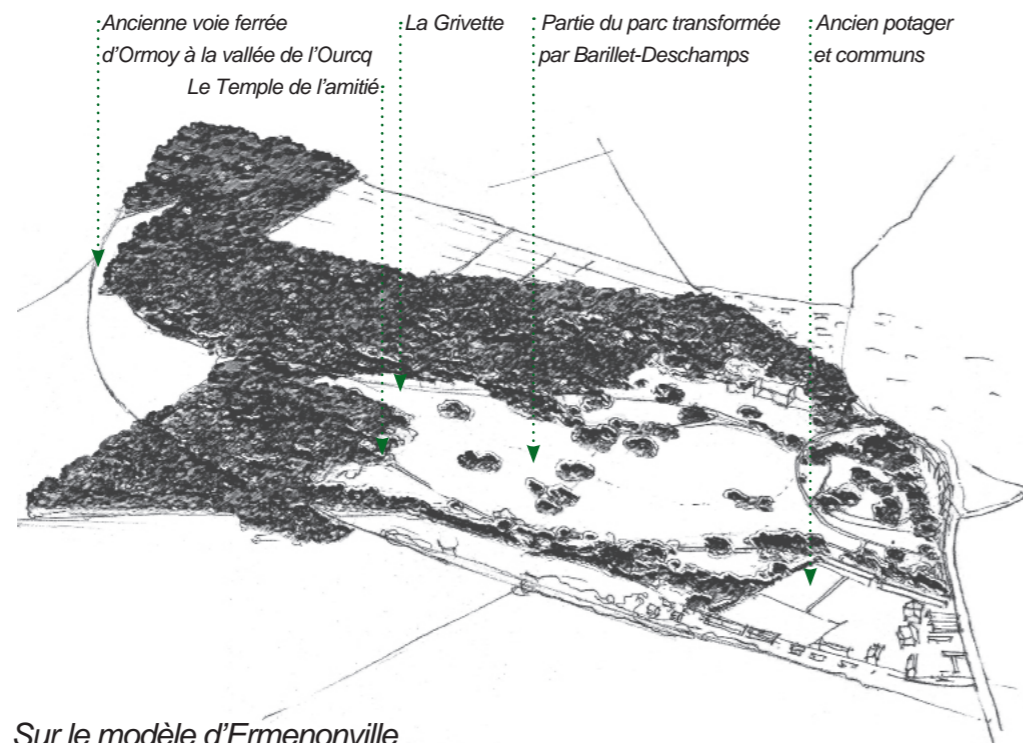 Ancienne voie ferrée
d'Ormoy à la vallée de l'Ourcq
Le Temple de l'amitié
La Grivette
Partie du parc transformée
par Barillet-Deschamps
Ancien potager
et communs
Sur le modèle d'Ermenonville